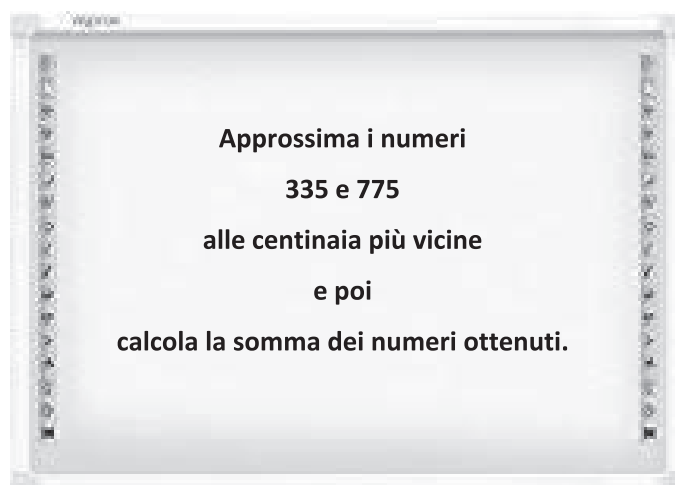 Approssima i numeri
335 e 775
alle centinaia più vicine
e poi
calcola la somma dei numeri ottenuti.